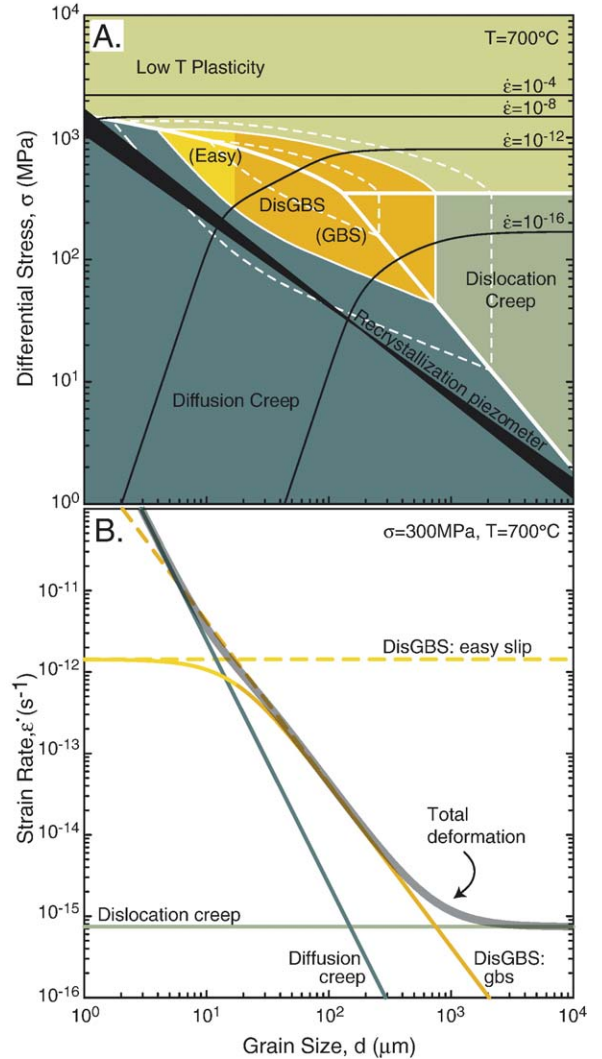 A.
T=700°C
Low T Plasticity
ε̇=10⁻⁴
ε̇=10⁻⁸
ε̇=10⁻¹²
(Easy)
DisGBS
(GBS)
ε̇=10⁻¹⁶
Dislocation
Creep
Recrystallization piezometer
Diffusion Creep
Differential Stress, σ (MPa)
10⁴
10³
10²
10¹
10⁰
B.
σ=300MPa, T=700°C
DisGBS: easy slip
Total
deformation
Dislocation creep
Diffusion
creep
DisGBS:
gbs
Strain Rate,ε̇ (s⁻¹)
10⁻¹¹
10⁻¹²
10⁻¹³
10⁻¹⁴
10⁻¹⁵
10⁻¹⁶
10⁰ 10¹ 10² 10³ 10⁴
Grain Size, d (μm)